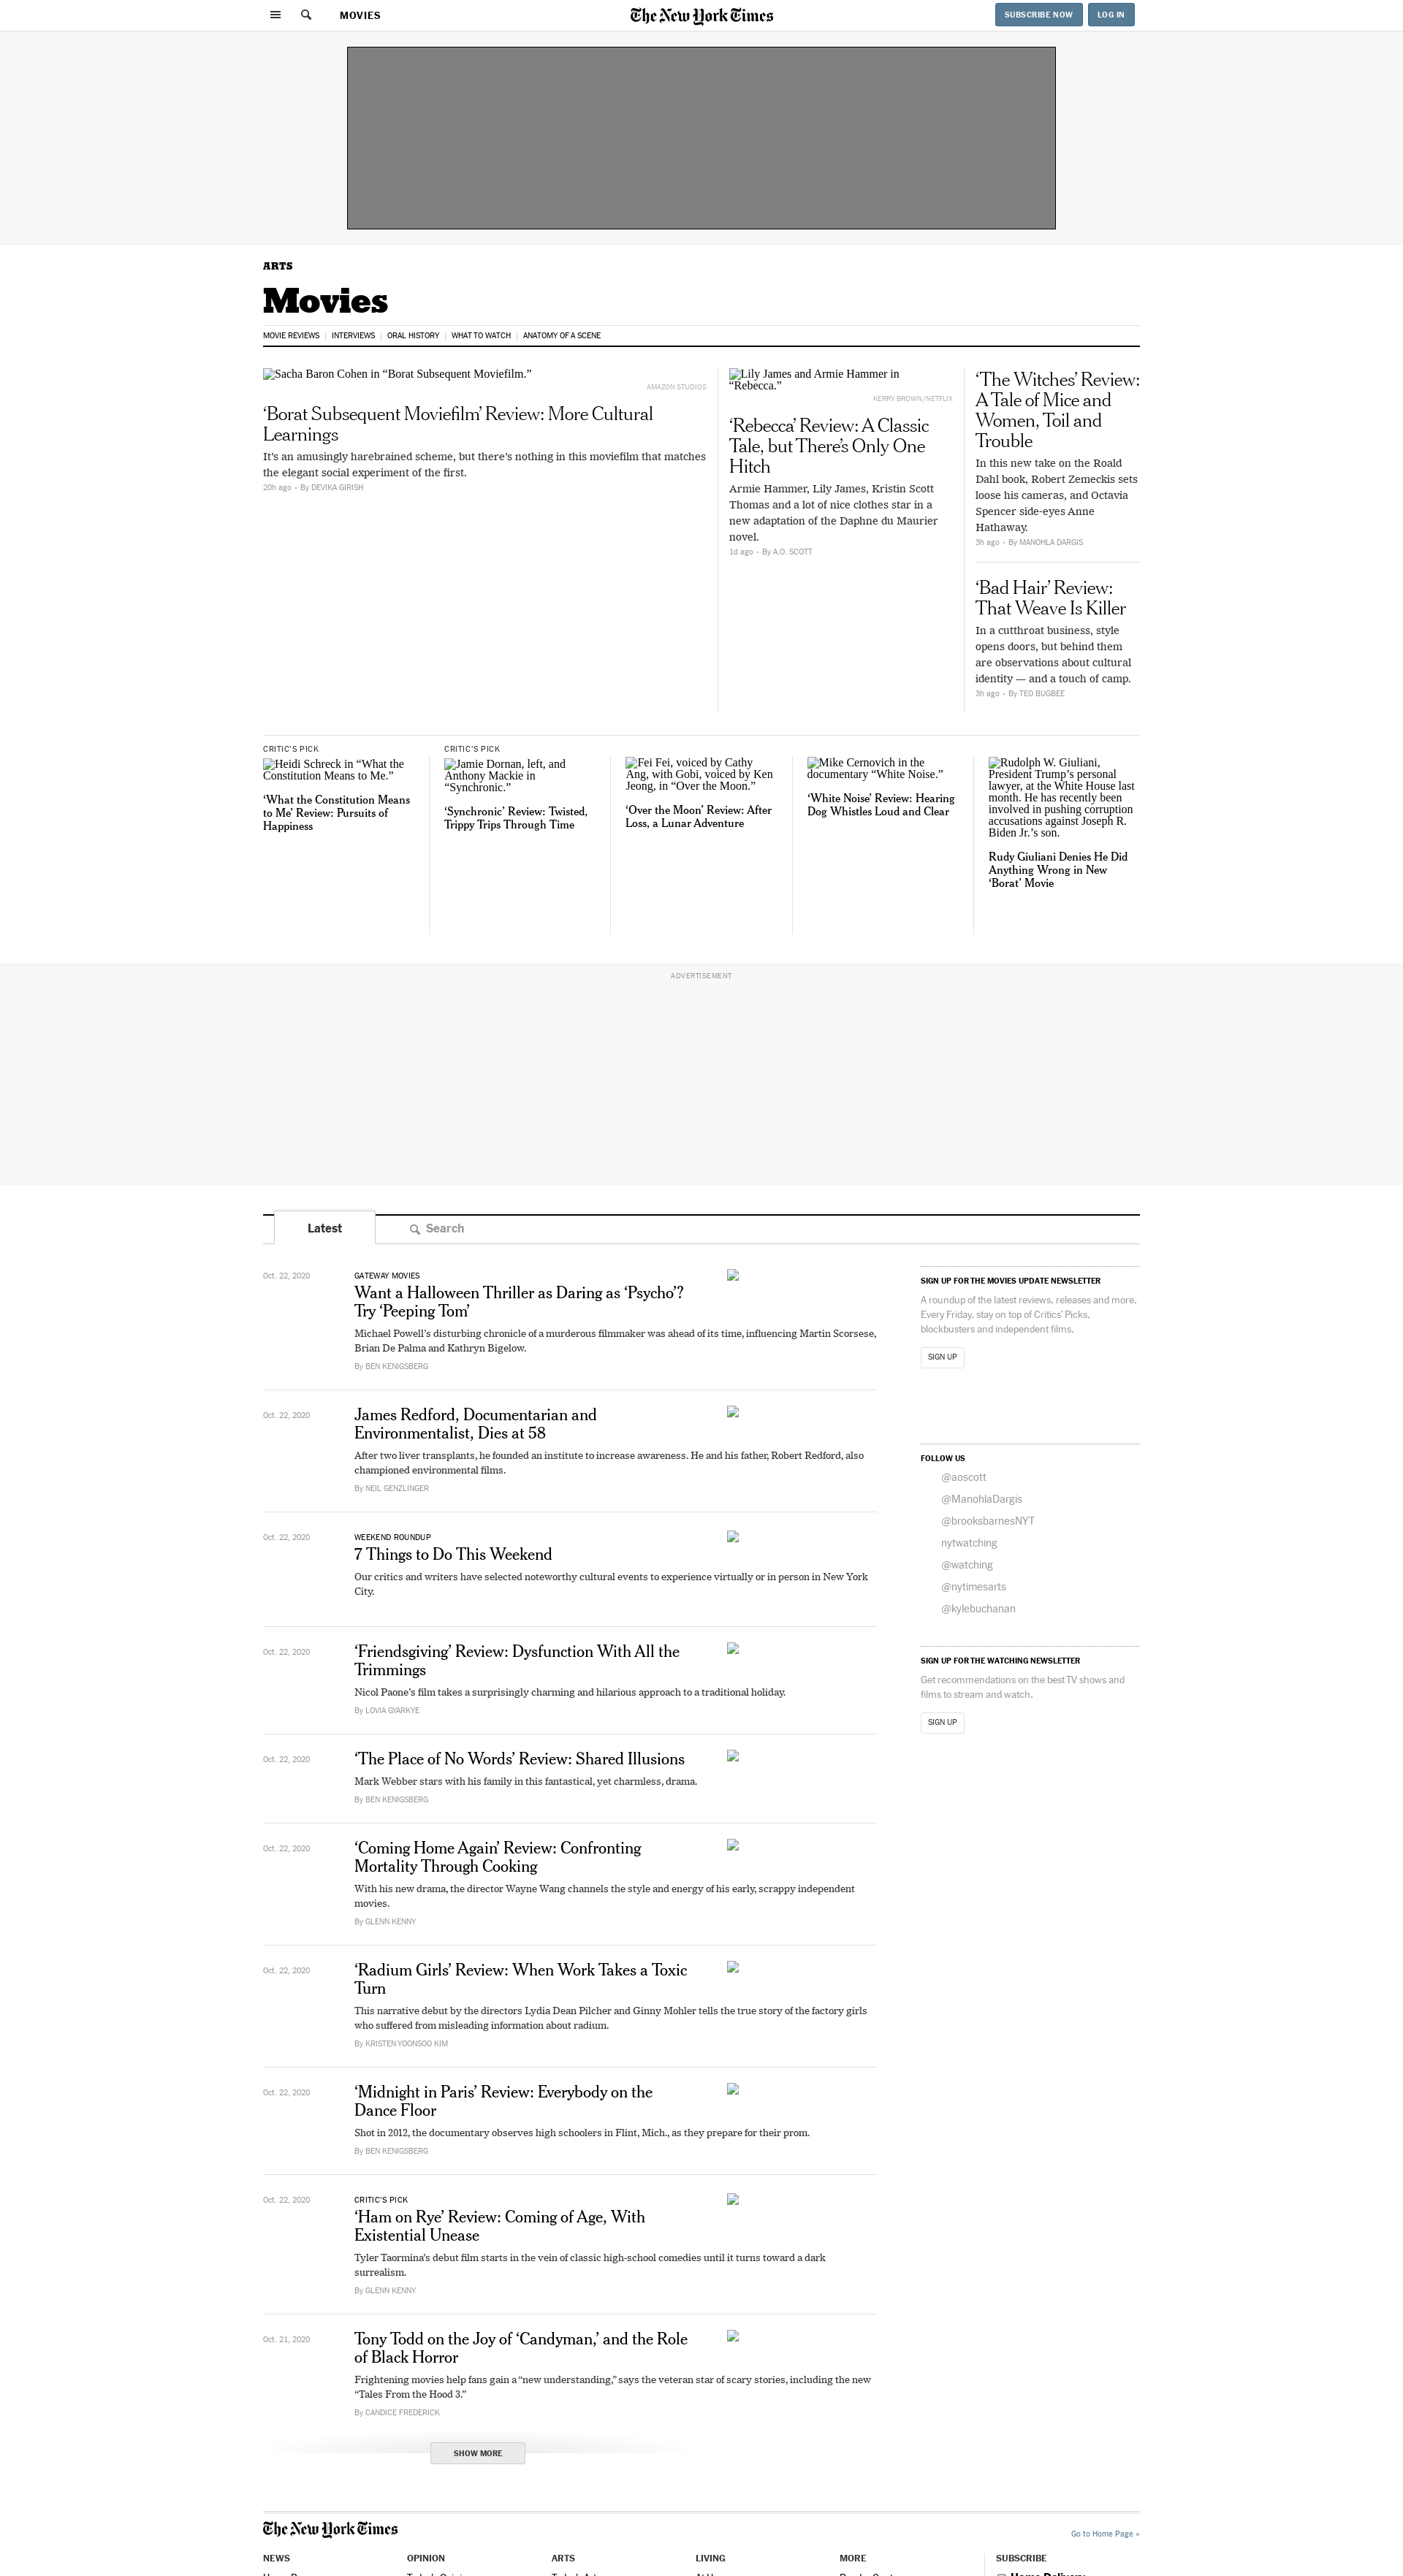 MOVIES
The New York Times
SUBSCRIBE NOW
LOG IN
ARTS
Movies
MOVIE REVIEWS
INTERVIEWS
ORAL HISTORY
WHAT TO WATCH
ANATOMY OF A SCENE
Sacha Baron Cohen in “Borat Subsequent Moviefilm.”
AMAZON STUDIOS
‘Borat Subsequent Moviefilm’ Review: More Cultural
Learnings
It’s an amusingly harebrained scheme, but there’s nothing in this moviefilm that matches
the elegant social experiment of the first.
20h ago • By DEVIKA GIRISH
Lily James and Armie Hammer in
“Rebecca.”
KERRY BROWN/NETFLIX
‘Rebecca’ Review: A Classic
Tale, but There’s Only One
Hitch
Armie Hammer, Lily James, Kristin Scott
Thomas and a lot of nice clothes star in a
new adaptation of the Daphne du Maurier
novel.
1d ago • By A.O. SCOTT
‘The Witches’ Review:
A Tale of Mice and
Women, Toil and
Trouble
In this new take on the Roald
Dahl book, Robert Zemeckis sets
loose his cameras, and Octavia
Spencer side-eyes Anne
Hathaway.
3h ago • By MANOHLA DARGIS
‘Bad Hair’ Review:
That Weave Is Killer
In a cutthroat business, style
opens doors, but behind them
are observations about cultural
identity — and a touch of camp.
3h ago • By TEO BUGBEE
CRITIC’S PICK
Heidi Schreck in “What the
Constitution Means to Me.”
‘What the Constitution Means
to Me’ Review: Pursuits of
Happiness
CRITIC’S PICK
Jamie Dornan, left, and
Anthony Mackie in
“Synchronic.”
‘Synchronic’ Review: Twisted,
Trippy Trips Through Time
Fei Fei, voiced by Cathy
Ang, with Gobi, voiced by Ken
Jeong, in “Over the Moon.”
‘Over the Moon’ Review: After
Loss, a Lunar Adventure
Mike Cernovich in the
documentary “White Noise.”
‘White Noise’ Review: Hearing
Dog Whistles Loud and Clear
Rudolph W. Giuliani,
President Trump’s personal
lawyer, at the White House last
month. He has recently been
involved in pushing corruption
accusations against Joseph R.
Biden Jr.’s son.
Rudy Giuliani Denies He Did
Anything Wrong in New
‘Borat’ Movie
ADVERTISEMENT
Latest
Search
Oct. 22, 2020
GATEWAY MOVIES
Want a Halloween Thriller as Daring as ‘Psycho’?
Try ‘Peeping Tom’
Michael Powell’s disturbing chronicle of a murderous filmmaker was ahead of its time, influencing Martin Scorsese,
Brian De Palma and Kathryn Bigelow.
By BEN KENIGSBERG
Oct. 22, 2020
James Redford, Documentarian and
Environmentalist, Dies at 58
After two liver transplants, he founded an institute to increase awareness. He and his father, Robert Redford, also
championed environmental films.
By NEIL GENZLINGER
Oct. 22, 2020
WEEKEND ROUNDUP
7 Things to Do This Weekend
Our critics and writers have selected noteworthy cultural events to experience virtually or in person in New York
City.
Oct. 22, 2020
‘Friendsgiving’ Review: Dysfunction With All the
Trimmings
Nicol Paone’s film takes a surprisingly charming and hilarious approach to a traditional holiday.
By LOVIA GYARKYE
Oct. 22, 2020
‘The Place of No Words’ Review: Shared Illusions
Mark Webber stars with his family in this fantastical, yet charmless, drama.
By BEN KENIGSBERG
Oct. 22, 2020
‘Coming Home Again’ Review: Confronting
Mortality Through Cooking
With his new drama, the director Wayne Wang channels the style and energy of his early, scrappy independent
movies.
By GLENN KENNY
Oct. 22, 2020
‘Radium Girls’ Review: When Work Takes a Toxic
Turn
This narrative debut by the directors Lydia Dean Pilcher and Ginny Mohler tells the true story of the factory girls
who suffered from misleading information about radium.
By KRISTEN YOONSOO KIM
Oct. 22, 2020
‘Midnight in Paris’ Review: Everybody on the
Dance Floor
Shot in 2012, the documentary observes high schoolers in Flint, Mich., as they prepare for their prom.
By BEN KENIGSBERG
Oct. 22, 2020
CRITIC’S PICK
‘Ham on Rye’ Review: Coming of Age, With
Existential Unease
Tyler Taormina’s debut film starts in the vein of classic high-school comedies until it turns toward a dark
surrealism.
By GLENN KENNY
Oct. 21, 2020
Tony Todd on the Joy of ‘Candyman,’ and the Role
of Black Horror
Frightening movies help fans gain a “new understanding,” says the veteran star of scary stories, including the new
“Tales From the Hood 3.”
By CANDICE FREDERICK
SHOW MORE
SIGN UP FOR THE MOVIES UPDATE NEWSLETTER
A roundup of the latest reviews, releases and more.
Every Friday, stay on top of Critics’ Picks,
blockbusters and independent films.
SIGN UP
FOLLOW US
@aoscott
@ManohlaDargis
@brooksbarnesNYT
nytwatching
@watching
@nytimesarts
@kylebuchanan
SIGN UP FOR THE WATCHING NEWSLETTER
Get recommendations on the best TV shows and
films to stream and watch.
SIGN UP
The New York Times
Go to Home Page »
NEWS
OPINION
ARTS
LIVING
MORE
SUBSCRIBE